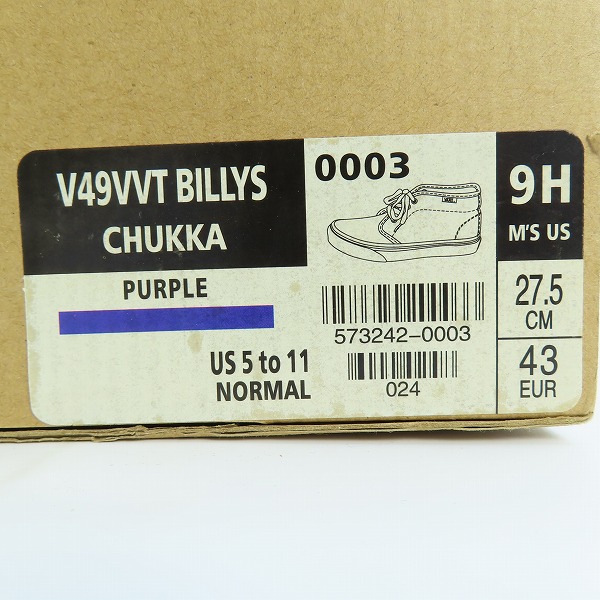 V49VVT BILLYS
CHUKKA
PURPLE
US 5 to 11
NORMAL
0003
573242-0003
024
9H
M'S US
27.5
CM
43
EUR